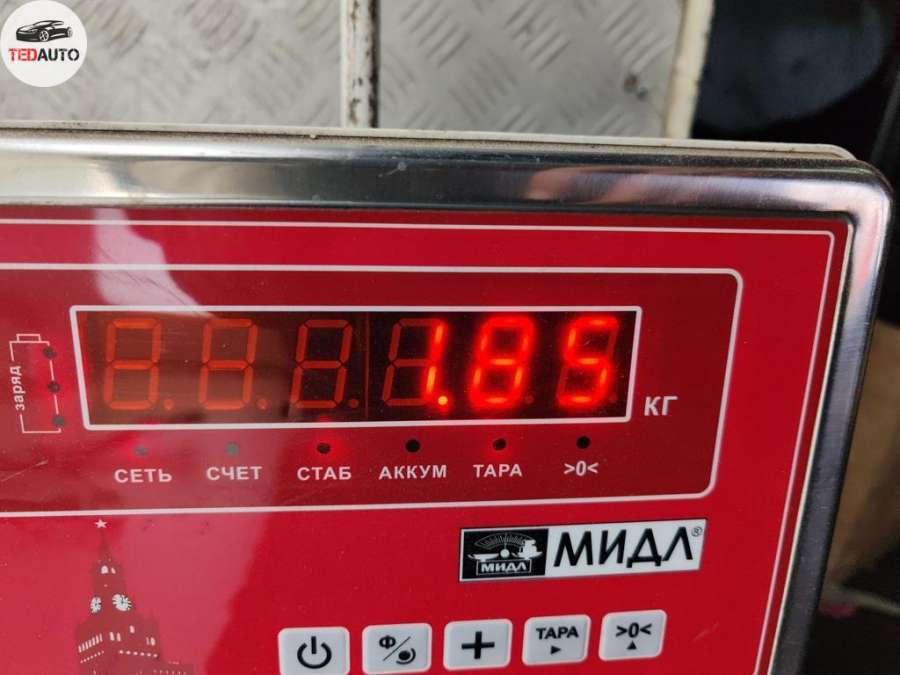 TEDAUTO
заряд
1.85
КГ
СЕТЬ СЧЕТ СТАБ АККУМ ТАРА >0<
МИДЛ МИДЛ®
Ф ТАРА >0<